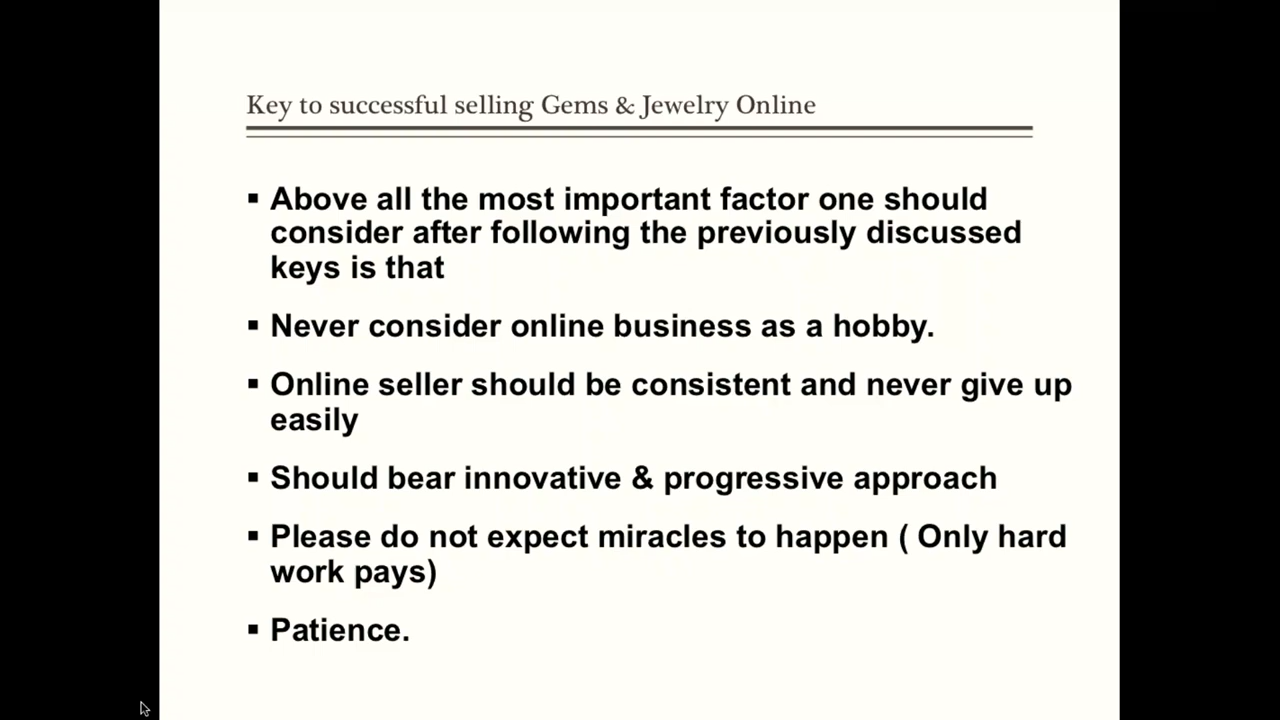 Key to successful selling Gems & Jewelry Online
▪ Above all the most important factor one should
consider after following the previously discussed
keys is that
▪ Never consider online business as a hobby.
▪ Online seller should be consistent and never give up
easily
▪ Should bear innovative & progressive approach
▪ Please do not expect miracles to happen ( Only hard
work pays)
▪ Patience.